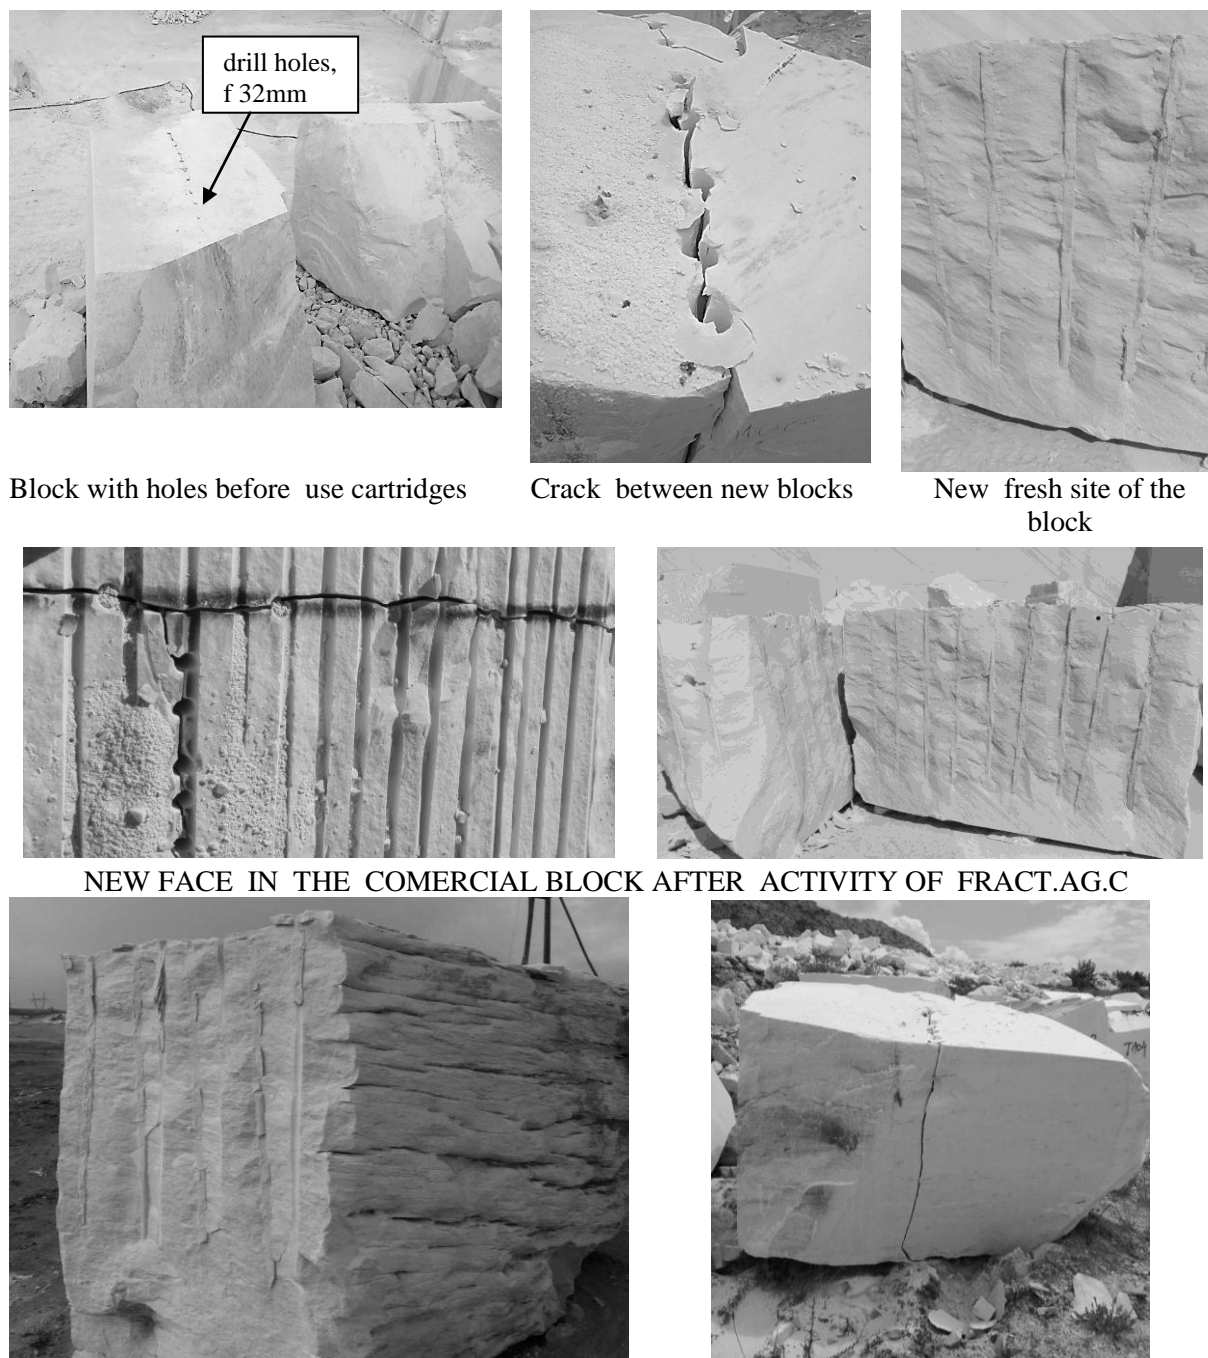 drill holes,
f 32mm
Block with holes before use cartridges
Crack between new blocks
New fresh site of the
block
NEW FACE IN THE COMERCIAL BLOCK AFTER ACTIVITY OF FRACT.AG.C